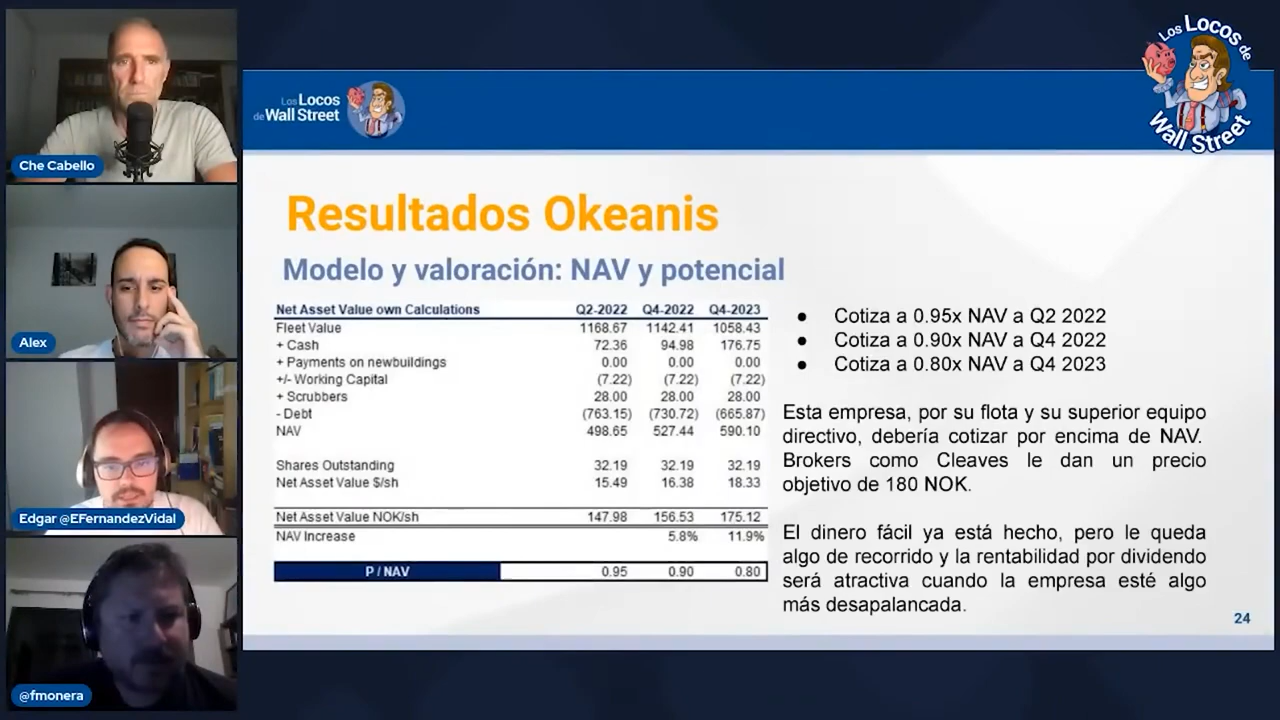 Che Cabello
Alex
Edgar @EFernandezVidal
@fmonera
Los Locos de
Wall Street
Los Locos
de Wall Street
Resultados Okeanis
Modelo y valoración: NAV y potencial
Net Asset Value own Calculations Q2-2022 Q4-2022 Q4-2023
Fleet Value 1168.67 1142.41 1058.43
+ Cash 72.36 94.98 176.75
+ Payments on newbuildings 0.00 0.00 0.00
+/- Working Capital (7.22) (7.22) (7.22)
+ Scrubbers 28.00 28.00 28.00
- Debt (763.15) (730.72) (665.87)
NAV 498.65 527.44 590.10
Shares Outstanding 32.19 32.19 32.19
Net Asset Value $/sh 15.49 16.38 18.33
Net Asset Value NOK/sh 147.98 156.53 175.12
NAV Increase 5.8% 11.9%
P / NAV 0.95 0.90 0.80
● Cotiza a 0.95x NAV a Q2 2022
● Cotiza a 0.90x NAV a Q4 2022
● Cotiza a 0.80x NAV a Q4 2023
Esta empresa, por su flota y su superior equipo
directivo, debería cotizar por encima de NAV.
Brokers como Cleaves le dan un precio
objetivo de 180 NOK.
El dinero fácil ya está hecho, pero le queda
algo de recorrido y la rentabilidad por dividendo
será atractiva cuando la empresa esté algo
más desapalancada.
24